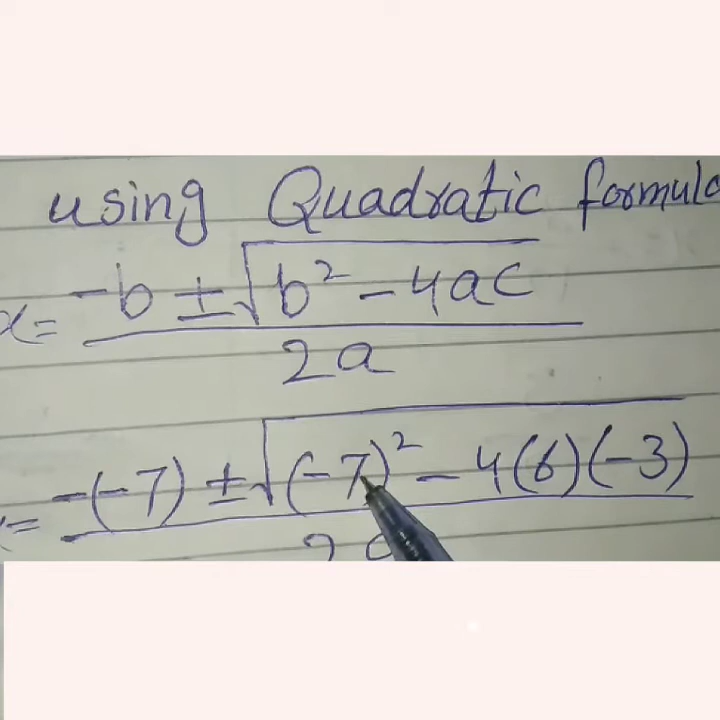 using Quadratic formula
x = -b ± √b² - 4ac
2a
= -(-7) ± √(-7)² - 4(6)(-3)